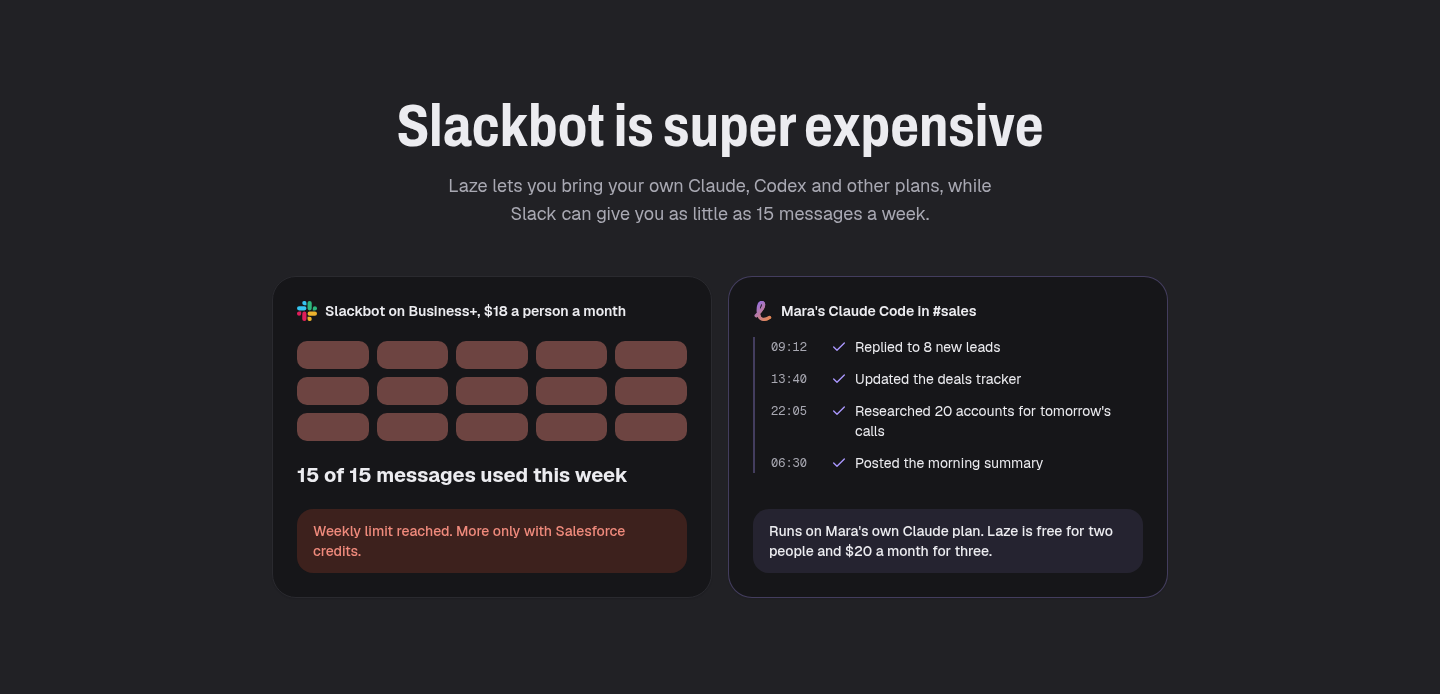 Slackbot is super expensive
Laze lets you bring your own Claude, Codex and other plans, while
Slack can give you as little as 15 messages a week.
Slackbot on Business+, $18 a person a month
15 of 15 messages used this week
Weekly limit reached. More only with Salesforce
credits.
Mara's Claude Code in #sales
09:12 Replied to 8 new leads
13:40 Updated the deals tracker
22:05 Researched 20 accounts for tomorrow's
calls
06:30 Posted the morning summary
Runs on Mara's own Claude plan. Laze is free for two
people and $20 a month for three.